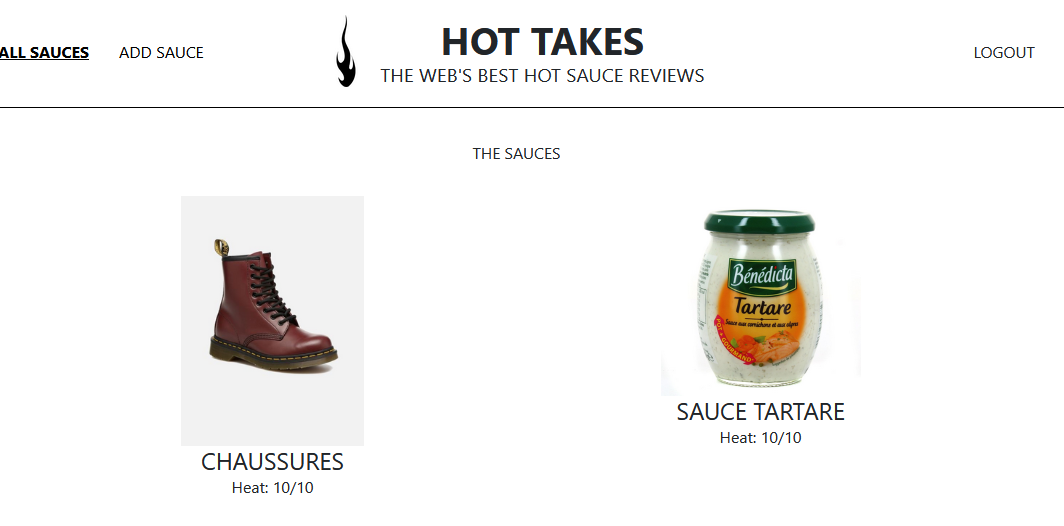 ALL SAUCES
ADD SAUCE
HOT TAKES
THE WEB'S BEST HOT SAUCE REVIEWS
LOGOUT
THE SAUCES
Bénédicta
Tartare
Sauce aux cornichons et aux câpres
CHAUSSURES
Heat: 10/10
SAUCE TARTARE
Heat: 10/10